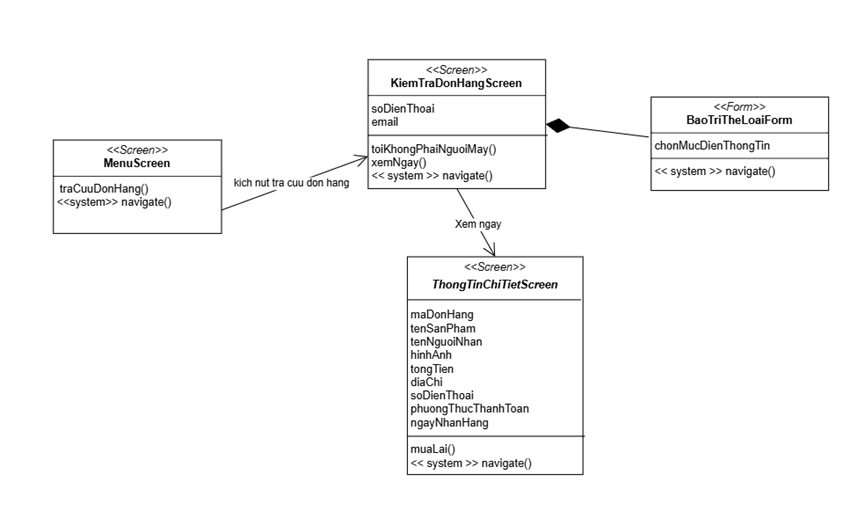 <<Screen>>
MenuScreen
traCuuDonHang()
<<system>> navigate()
kich nut tra cuu don hang
<<Screen>>
KiemTraDonHangScreen
soDienThoai
email
toiKhongPhaiNguoiMay()
xemNgay()
<< system >> navigate()
<<Form>>
BaoTriTheLoaiForm
chonMucDienThongTin
<< system >> navigate()
Xem ngay
<<Screen>>
ThongTinChiTietScreen
maDonHang
tenSanPham
tenNguoiNhan
hinhAnh
tongTien
diaChi
soDienThoai
phuongThucThanhToan
ngayNhanHang
muaLai()
<< system >> navigate()